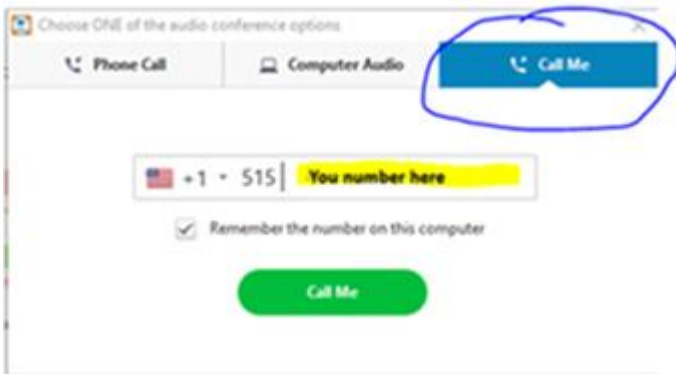 Choose ONE of the audio conference options
Phone Call Computer Audio Call Me
+1 515 You number here
Remember the number on this computer
Call Me